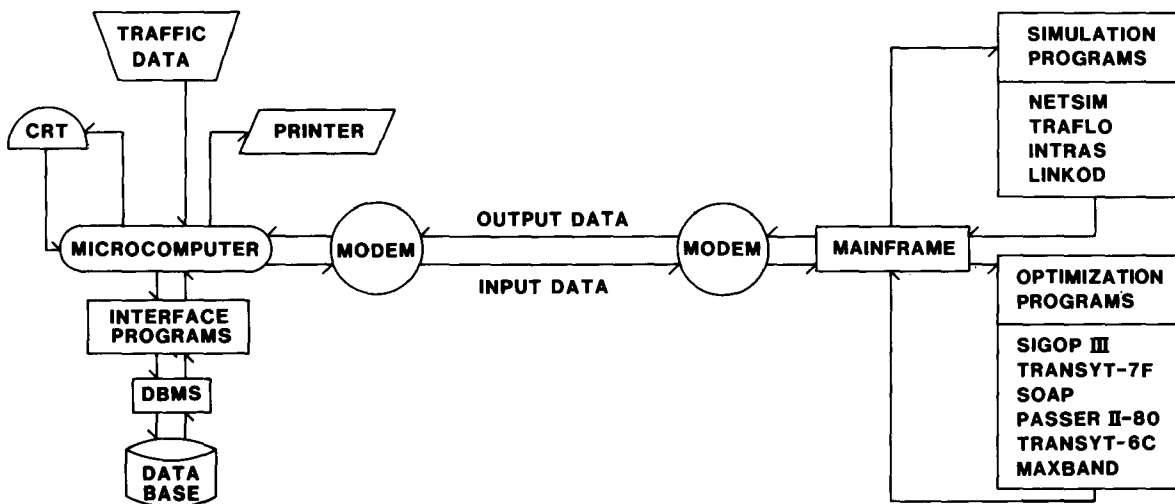 TRAFFIC
DATA
CRT
PRINTER
MICROCOMPUTER
MODEM
OUTPUT DATA
INPUT DATA
MODEM
MAINFRAME
INTERFACE
PROGRAMS
DBMS
DATA
BASE
SIMULATION
PROGRAMS
NETSIM
TRAFLO
INTRAS
LINKOD
OPTIMIZATION
PROGRAMS
SIGOP III
TRANSYT-7F
SOAP
PASSER II-80
TRANSYT-6C
MAXBAND